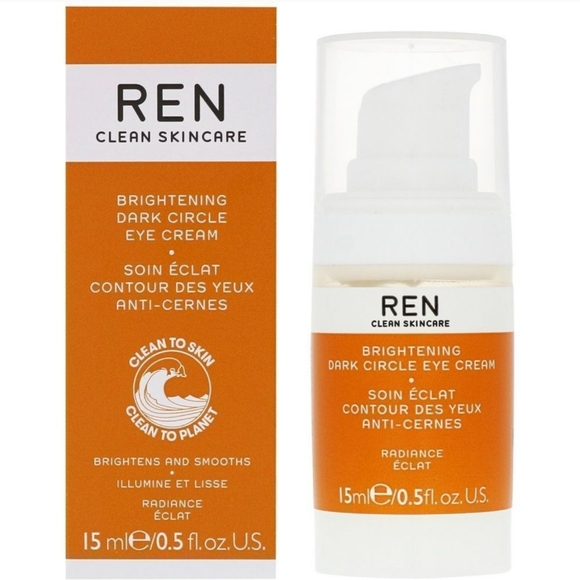 REN
CLEAN SKINCARE
BRIGHTENING
DARK CIRCLE
EYE CREAM
•
SOIN ÉCLAT
CONTOUR DES YEUX
ANTI-CERNES
CLEAN TO SKIN
CLEAN TO PLANET
BRIGHTENS AND SMOOTHS
•
ILLUMINE ET LISSE
RADIANCE
ÉCLAT
15 ml℮/0.5 fl.oz.U.S.
REN
CLEAN SKINCARE
BRIGHTENING
DARK CIRCLE EYE CREAM
•
SOIN ÉCLAT
CONTOUR DES YEUX
ANTI-CERNES
RADIANCE
ÉCLAT
15ml℮/0.5fl.oz.U.S.